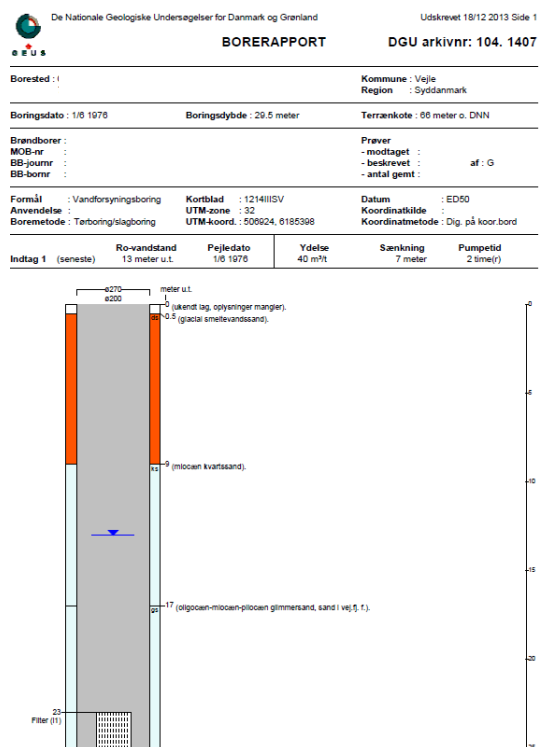 De Nationale Geologiske Undersøgelser for Danmark og Grønland
Udskrevet 18/12 2013 Side 1
GEUS
BORERAPPORT
DGU arkivnr: 104. 1407
Borested :
Kommune : Vejle
Region : Syddanmark
Boringsdato : 1/6 1976
Boringsdybde : 29.5 meter
Terrænkote : 66 meter o. DNN
Brøndborer :
MOB-nr :
BB-journr :
BB-bornr :
Prøver
- modtaget :
- beskrevet : af : G
- antal gemt :
Formål : Vandforsyningsboring
Anvendelse :
Boremetode : Tørboring/slagboring
Kortblad : 1214IIISV
UTM-zone : 32
UTM-koord. : 506924, 6185398
Datum : ED50
Koordinatkilde :
Koordinatmetode : Dig. på koor.bord
Ro-vandstand Pejledato Ydelse Sænkning Pumpetid
Indtag 1 (seneste) 13 meter u.t. 1/6 1976 40 m³/t 7 meter 2 time(r)
ø270
ø200
meter u.t.
0 (ukendt lag, oplysninger mangler).
0
ds
0.5 (glacial smeltevandssand).
5
9 (miocæn kvartssand).
ks
10
15
17 (oligocæn-miocæn-pliocæn glimmersand, sand i vej.fj. f.).
gs
20
23
Filter (I1)
25